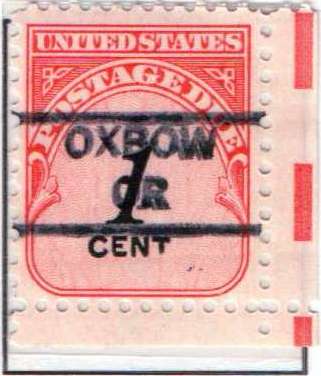 UNITED STATES
POSTAGE DUE
OXBOW
OR
1
CENT